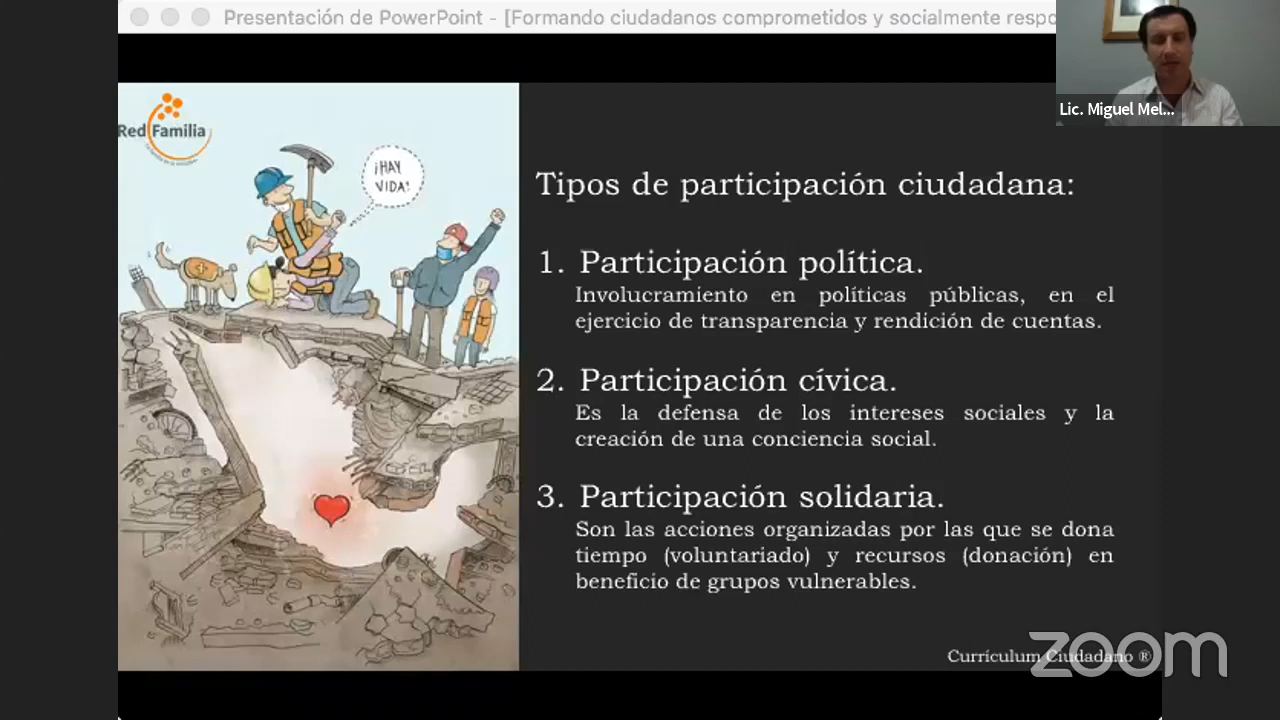 Presentación de PowerPoint - [Formando ciudadanos comprometidos y socialmente respo
Lic. Miguel Mel...
Red Familia
¡HAY
VIDA!
Tipos de participación ciudadana:
1. Participación política.
Involucramiento en políticas públicas, en el
ejercicio de transparencia y rendición de cuentas.
2. Participación cívica.
Es la defensa de los intereses sociales y la
creación de una conciencia social.
3. Participación solidaria.
Son las acciones organizadas por las que se dona
tiempo (voluntariado) y recursos (donación) en
beneficio de grupos vulnerables.
Currículum Ciudadano ®
zoom